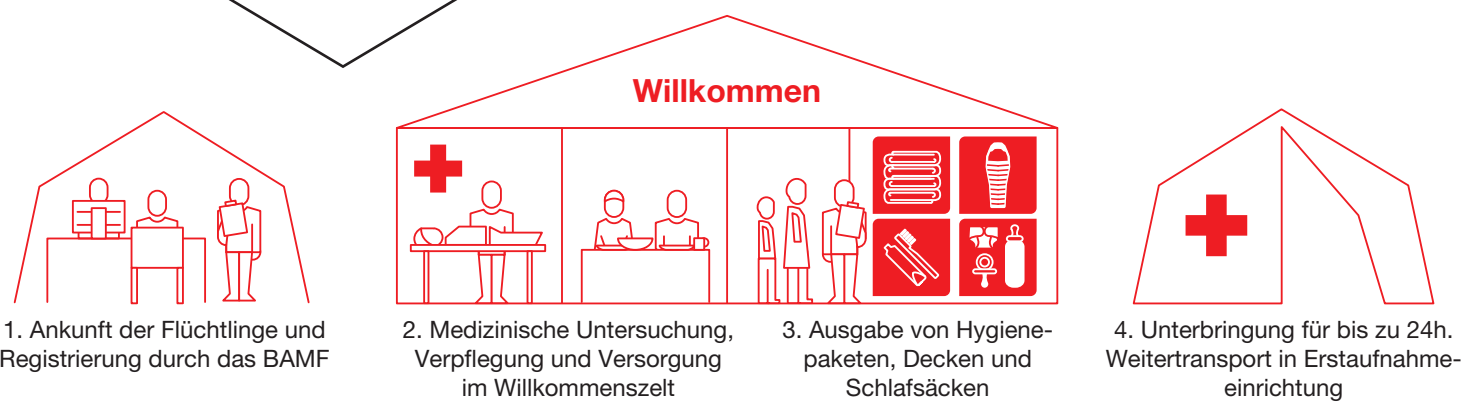 Willkommen
1. Ankunft der Flüchtlinge und
Registrierung durch das BAMF
2. Medizinische Untersuchung,
Verpflegung und Versorgung
im Willkommenszelt
3. Ausgabe von Hygiene-
paketen, Decken und
Schlafsäcken
4. Unterbringung für bis zu 24h.
Weitertransport in Erstaufnahme-
einrichtung